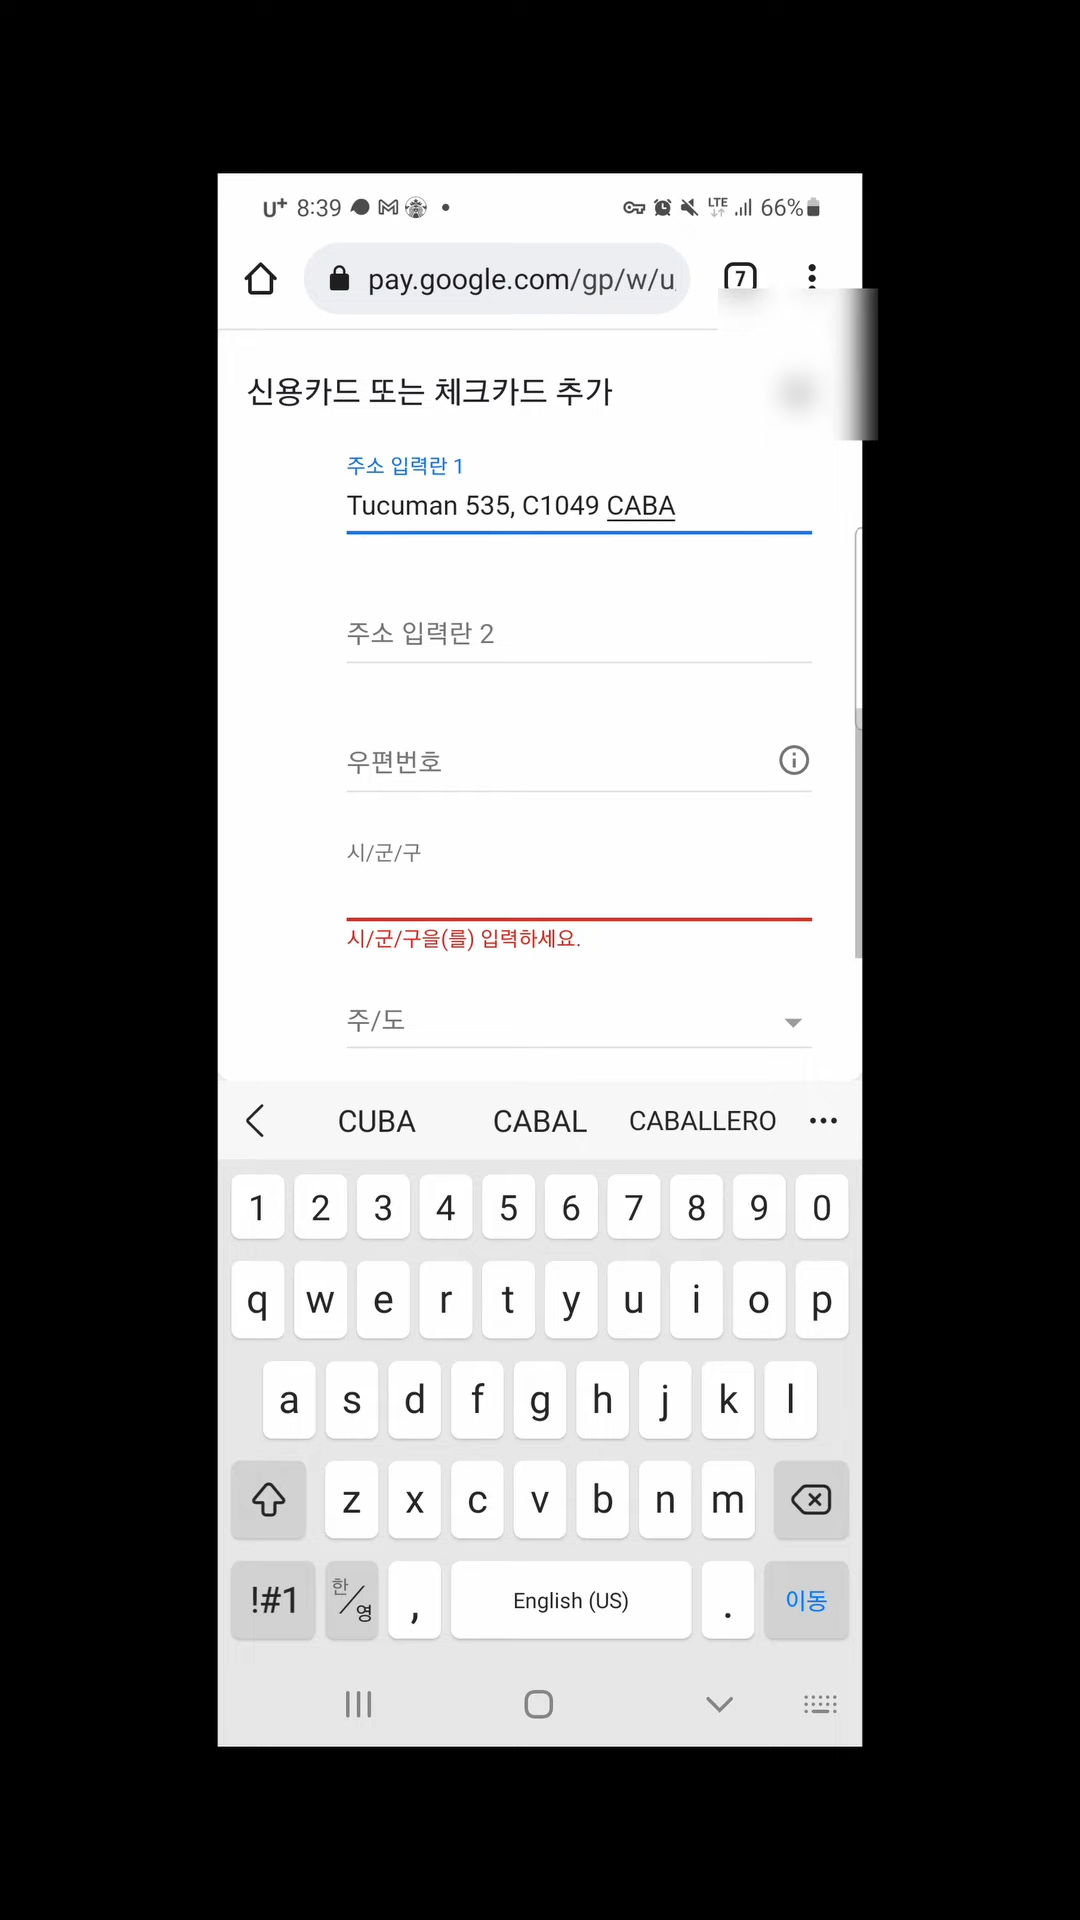 U+ 8:39 LTE 66%
pay.google.com/gp/w/u 7
신용카드 또는 체크카드 추가
주소 입력란 1
Tucuman 535, C1049 CABA
주소 입력란 2
우편번호
시/군/구
시/군/구을(를) 입력하세요.
주/도
CUBA CABAL CABALLERO
1 2 3 4 5 6 7 8 9 0
q w e r t y u i o p
a s d f g h j k l
z x c v b n m
!#1 한/영 , English (US) . 이동